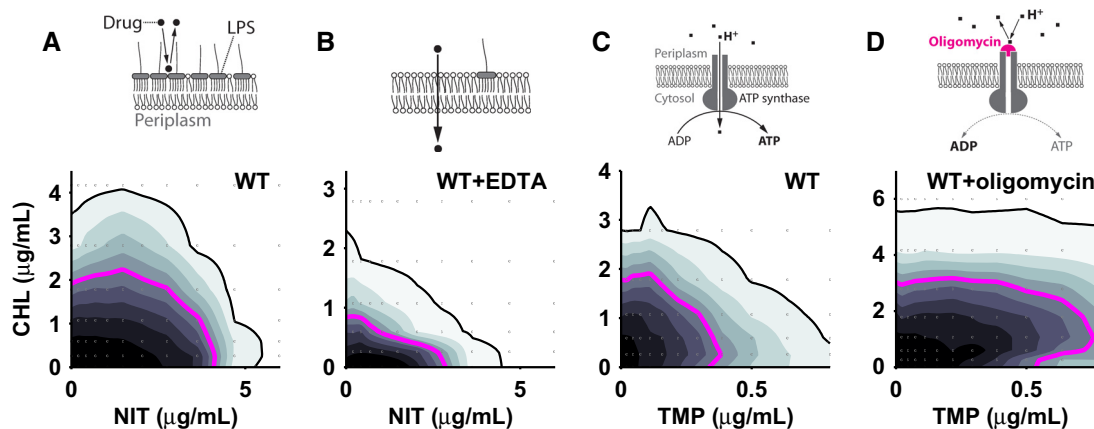 A
Drug
LPS
Periplasm
B
C
H+
Periplasm
Cytosol
ATP synthase
ADP
ATP
D
H+
Oligomycin
ADP
ATP
WT
4
3
2
1
0
CHL (µg/mL)
0
5
NIT (µg/mL)
WT+EDTA
3
2
1
0
0
5
NIT (µg/mL)
WT
4
3
2
1
0
0
0.5
TMP (µg/mL)
WT+oligomycin
6
4
2
0
0
0.5
TMP (µg/mL)